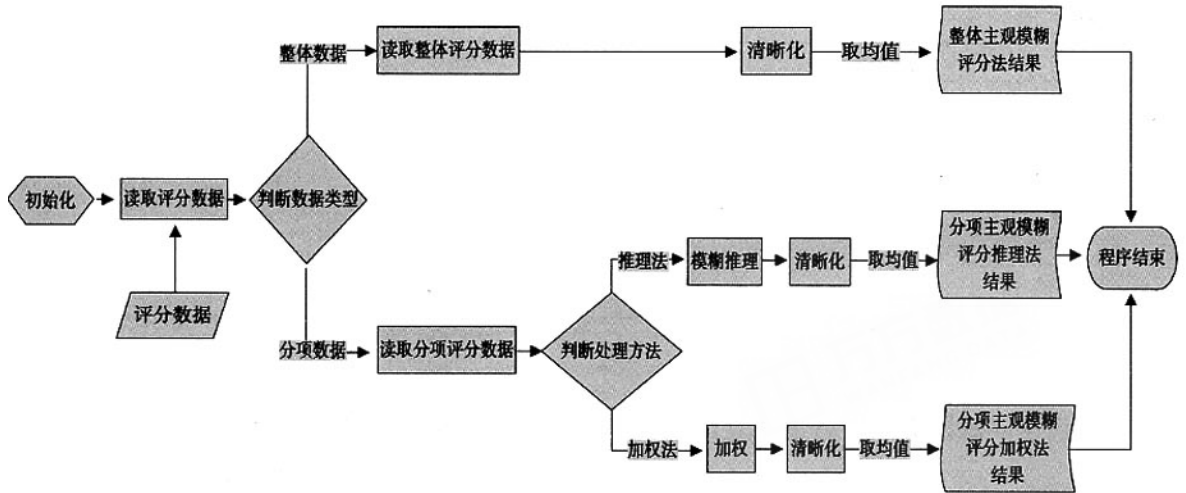 整体数据
读取整体评分数据
清晰化
取均值
整体主观模糊
评分法结果
初始化
读取评分数据
判断数据类型
评分数据
推理法
模糊推理
清晰化
取均值
分项主观模糊
评分推理法
结果
程序结束
分项数据
读取分项评分数据
判断处理方法
加权法
加权
清晰化
取均值
分项主观模糊
评分加权法
结果